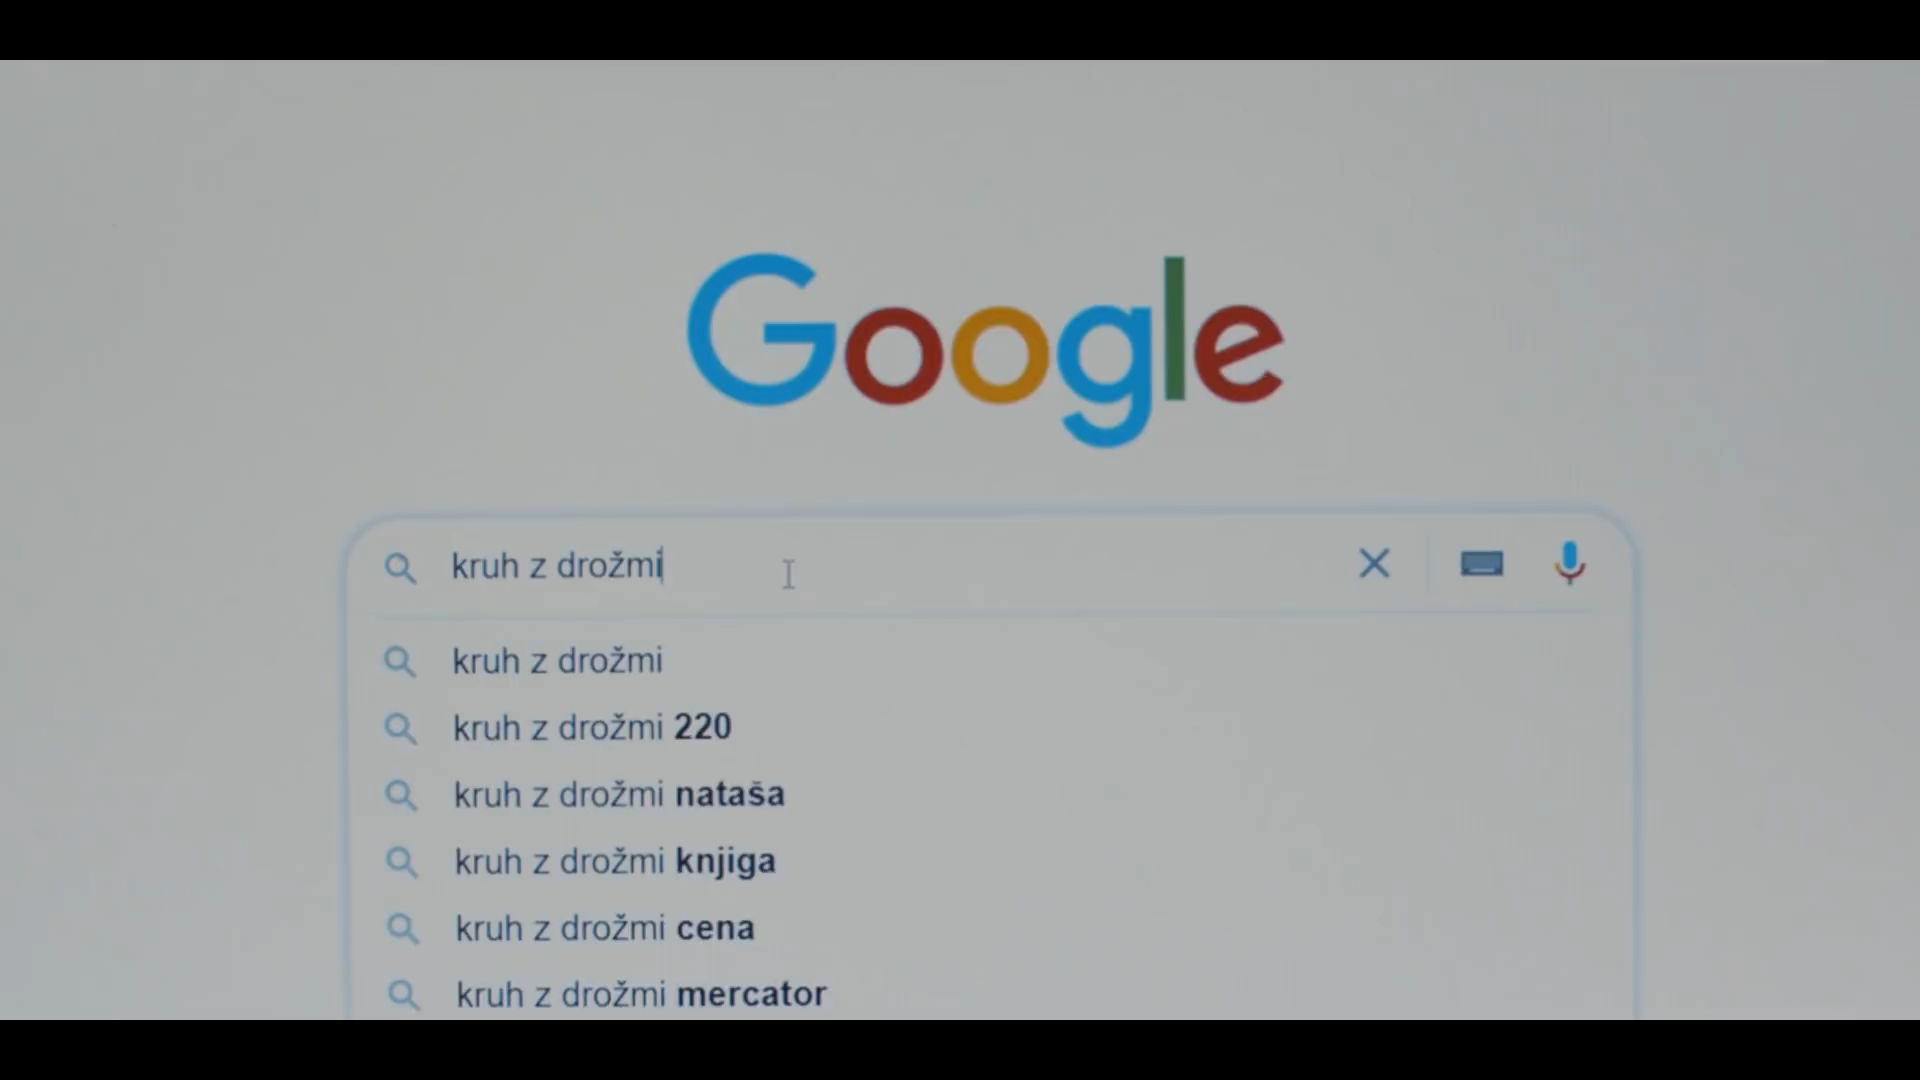 Google
kruh z drožmi
kruh z drožmi
kruh z drožmi 220
kruh z drožmi nataša
kruh z drožmi knjiga
kruh z drožmi cena
kruh z drožmi mercator